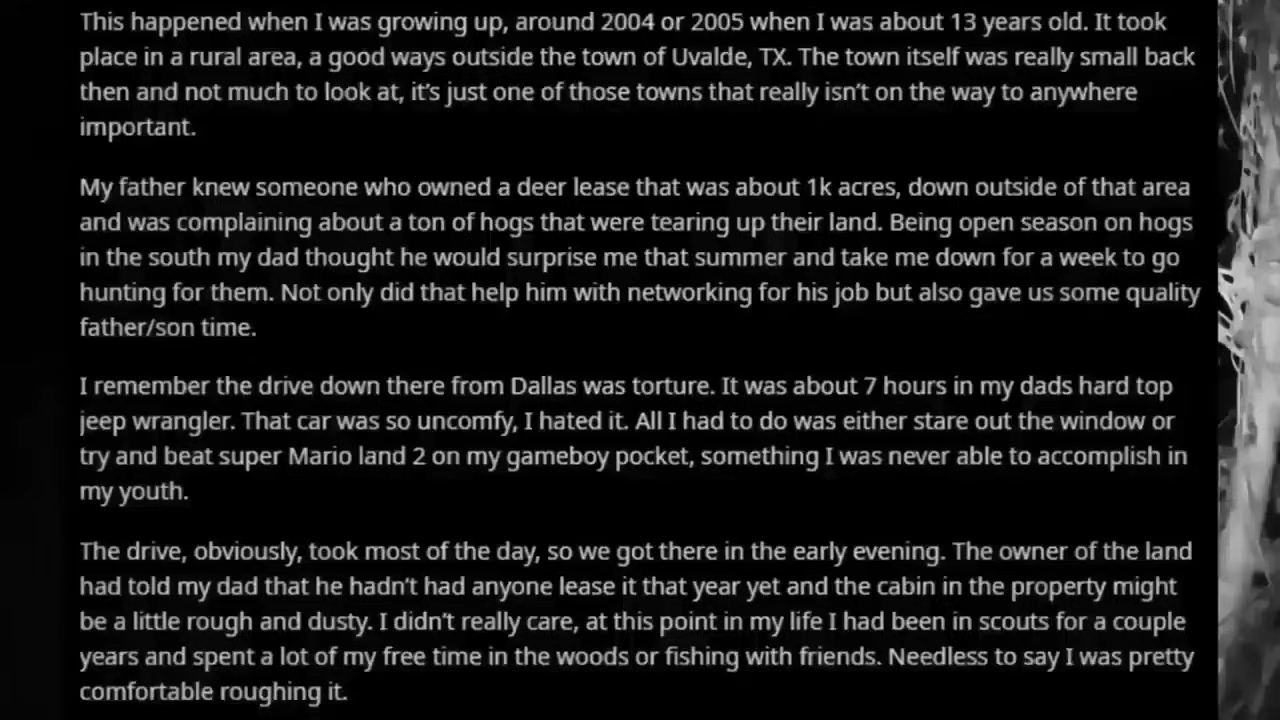 This happened when I was growing up, around 2004 or 2005 when I was about 13 years old. It took
place in a rural area, a good ways outside the town of Uvalde, TX. The town itself was really small back
then and not much to look at, it’s just one of those towns that really isn’t on the way to anywhere
important.
My father knew someone who owned a deer lease that was about 1k acres, down outside of that area
and was complaining about a ton of hogs that were tearing up their land. Being open season on hogs
in the south my dad thought he would surprise me that summer and take me down for a week to go
hunting for them. Not only did that help him with networking for his job but also gave us some quality
father/son time.
I remember the drive down there from Dallas was torture. It was about 7 hours in my dads hard top
jeep wrangler. That car was so uncomfy, I hated it. All I had to do was either stare out the window or
try and beat super Mario land 2 on my gameboy pocket, something I was never able to accomplish in
my youth.
The drive, obviously, took most of the day, so we got there in the early evening. The owner of the land
had told my dad that he hadn’t had anyone lease it that year yet and the cabin in the property might
be a little rough and dusty. I didn’t really care, at this point in my life I had been in scouts for a couple
years and spent a lot of my free time in the woods or fishing with friends. Needless to say I was pretty
comfortable roughing it.